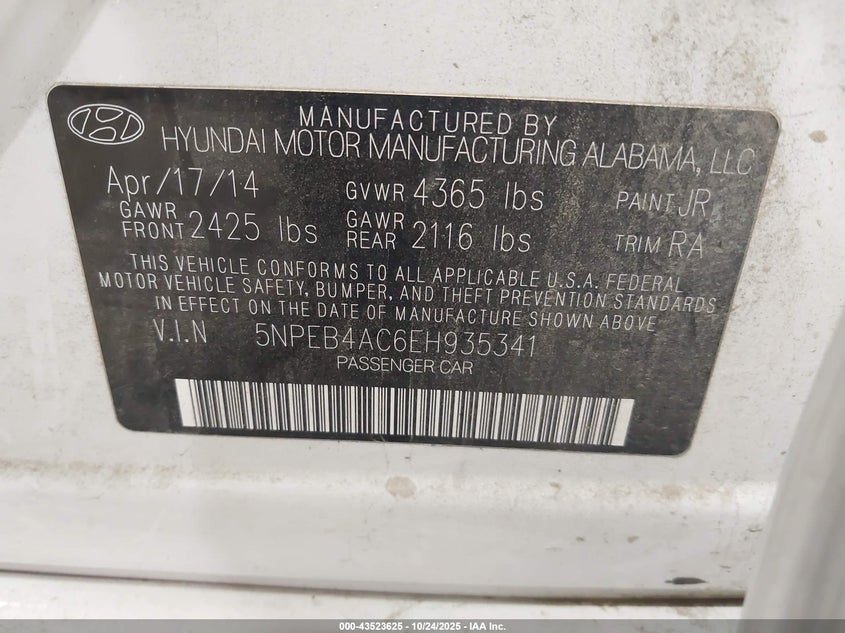 MANUFACTURED BY
HYUNDAI MOTOR MANUFACTURING ALABAMA, LLC
Apr/17/14 GVWR 4365 lbs PAINT JR
GAWR FRONT 2425 lbs GAWR REAR 2116 lbs TRIM RA
THIS VEHICLE CONFORMS TO ALL APPLICABLE U.S.A. FEDERAL
MOTOR VEHICLE SAFETY, BUMPER, AND THEFT PREVENTION STANDARDS
IN EFFECT ON THE DATE OF MANUFACTURE SHOWN ABOVE
V.I.N 5NPEB4AC6EH935341
PASSENGER CAR
000-43523625 - 10/24/2025 - IAA Inc.